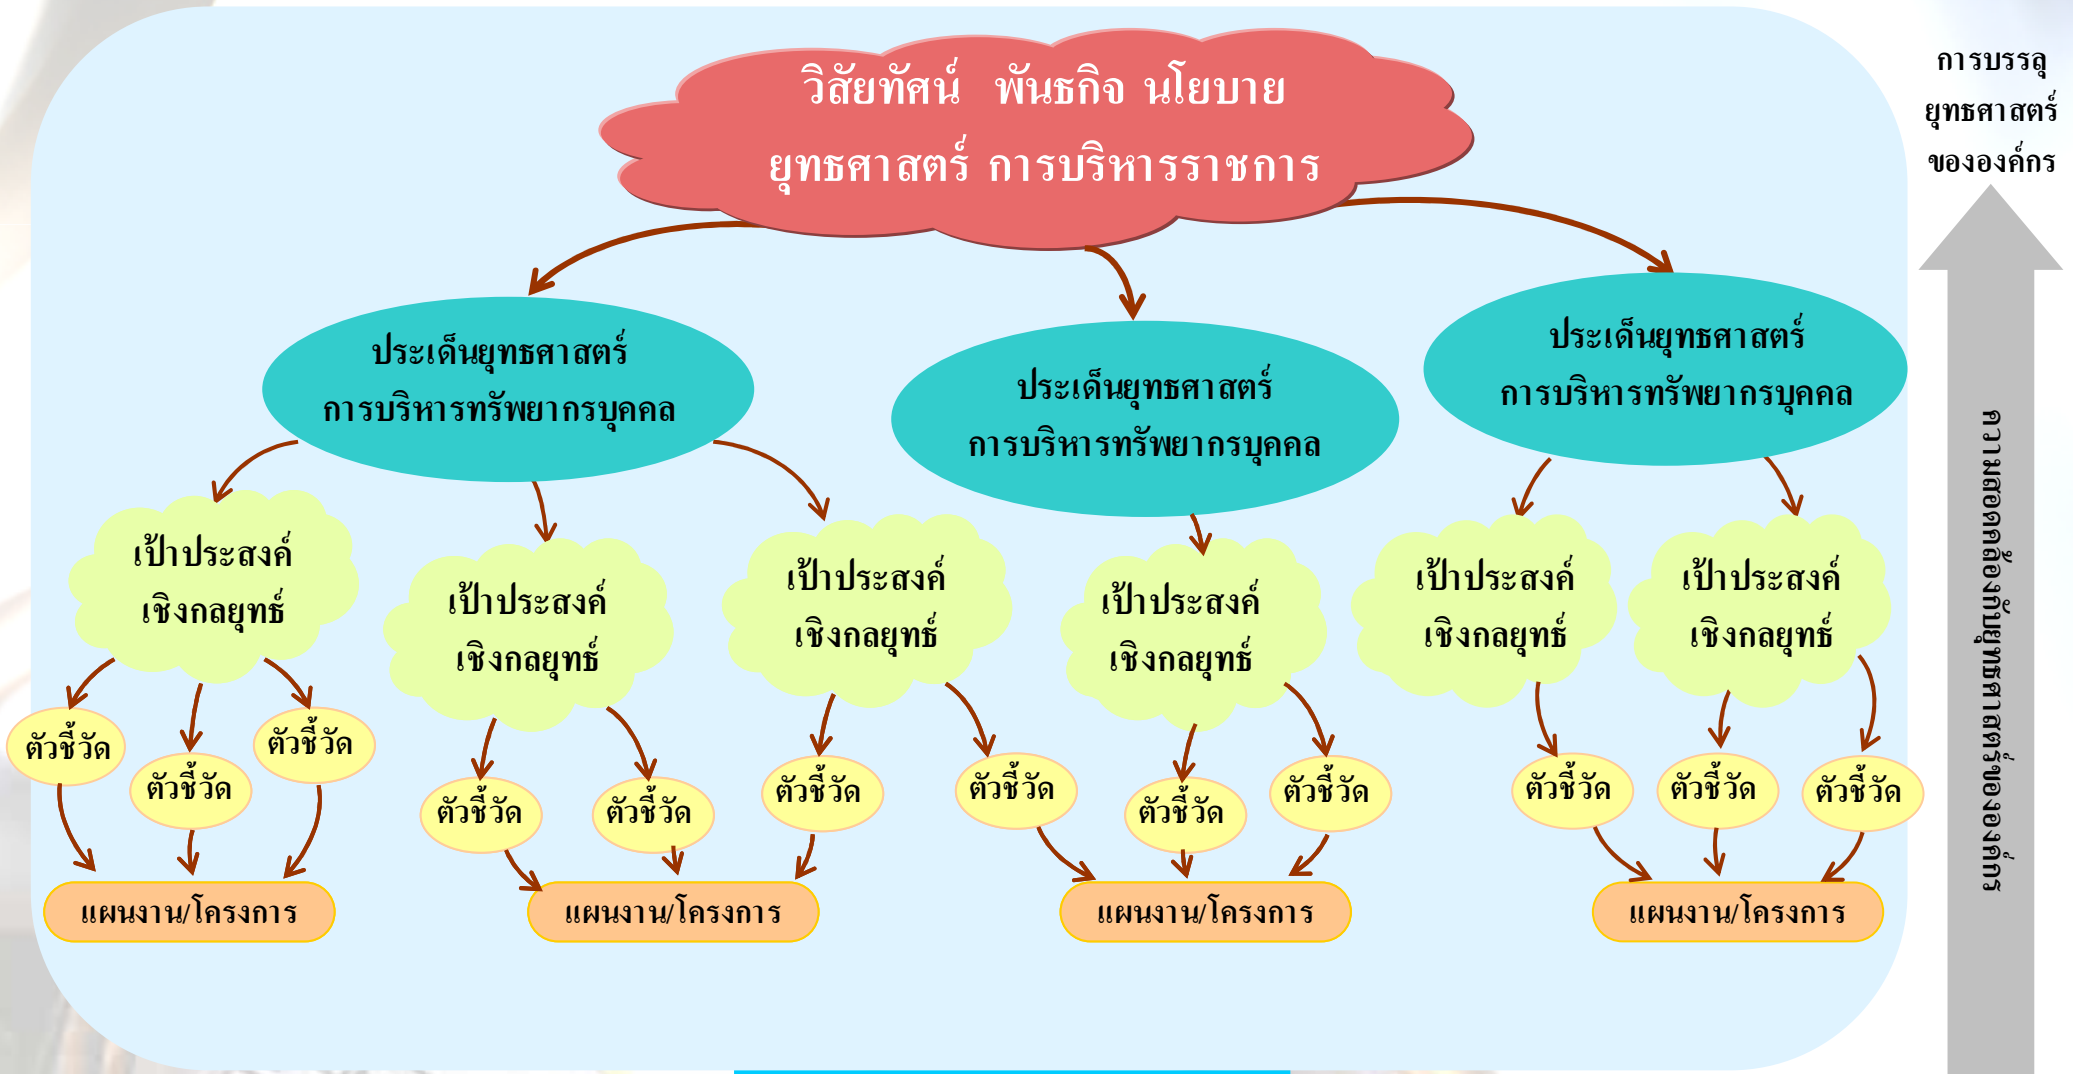 วิสัยทัศน์ พันธกิจ นโยบาย
ยุทธศาสตร์ การบริหารราชการ
การบรรลุ
ยุทธศาสตร์
ขององค์กร
ประเด็นยุทธศาสตร์
การบริหารทรัพยากรบุคคล
ประเด็นยุทธศาสตร์
การบริหารทรัพยากรบุคคล
ประเด็นยุทธศาสตร์
การบริหารทรัพยากรบุคคล
ความสอดคล้องกับยุทธศาสตร์ขององค์กร
เป้าประสงค์
เชิงกลยุทธ์
เป้าประสงค์
เชิงกลยุทธ์
เป้าประสงค์
เชิงกลยุทธ์
เป้าประสงค์
เชิงกลยุทธ์
เป้าประสงค์
เชิงกลยุทธ์
เป้าประสงค์
เชิงกลยุทธ์
ตัวชี้วัด
ตัวชี้วัด
ตัวชี้วัด
ตัวชี้วัด
ตัวชี้วัด
ตัวชี้วัด
ตัวชี้วัด
ตัวชี้วัด
ตัวชี้วัด
ตัวชี้วัด
ตัวชี้วัด
ตัวชี้วัด
แผนงาน/โครงการ
แผนงาน/โครงการ
แผนงาน/โครงการ
แผนงาน/โครงการ